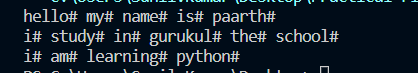 hello# my# name# is# paarth#
i# study# in# gurukul# the# school#
i# am# learning# python#